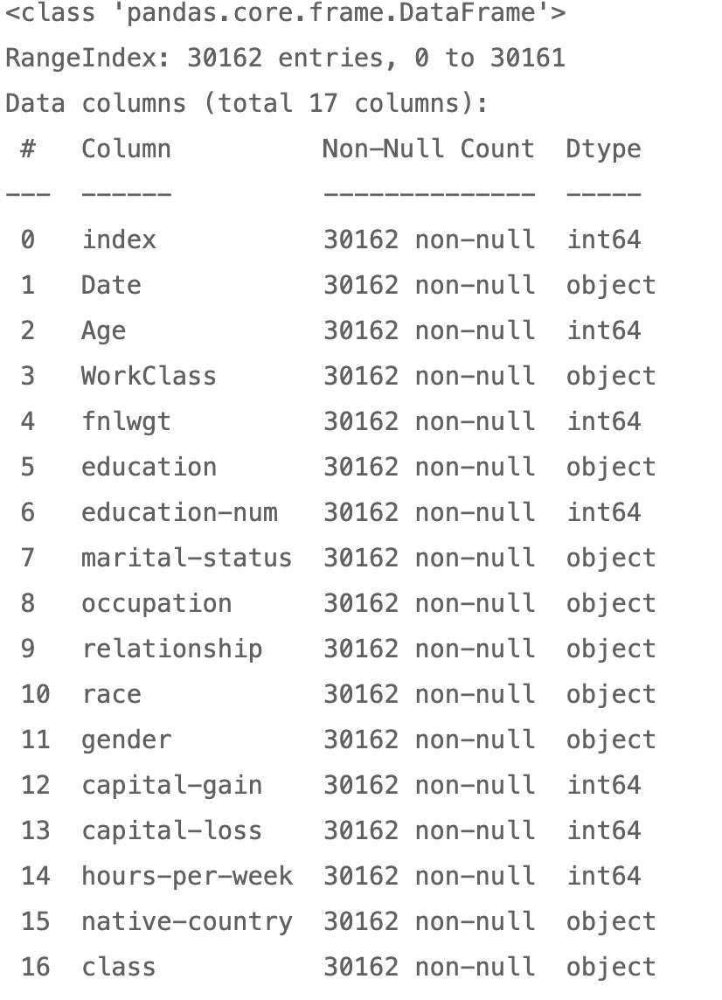 <class 'pandas.core.frame.DataFrame'>
RangeIndex: 30162 entries, 0 to 30161
Data columns (total 17 columns):
 #   Column          Non-Null Count  Dtype
---  ------          --------------  -----
 0   index           30162 non-null  int64
 1   Date            30162 non-null  object
 2   Age             30162 non-null  int64
 3   WorkClass       30162 non-null  object
 4   fnlwgt          30162 non-null  int64
 5   education       30162 non-null  object
 6   education-num   30162 non-null  int64
 7   marital-status  30162 non-null  object
 8   occupation      30162 non-null  object
 9   relationship    30162 non-null  object
 10  race            30162 non-null  object
 11  gender          30162 non-null  object
 12  capital-gain    30162 non-null  int64
 13  capital-loss    30162 non-null  int64
 14  hours-per-week  30162 non-null  int64
 15  native-country  30162 non-null  object
 16  class           30162 non-null  object